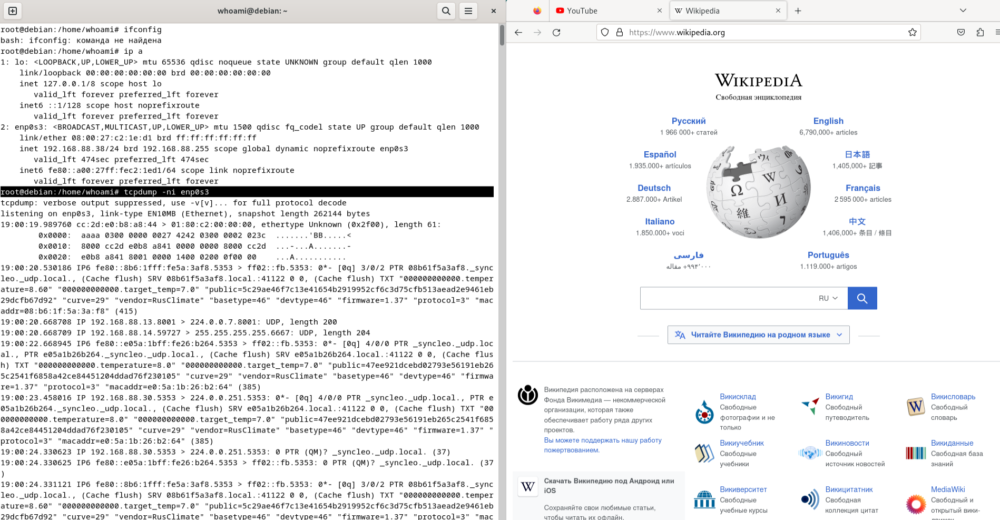 whoami@debian: ~
root@debian:/home/whoami# ifconfig
bash: ifconfig: команда не найдена
root@debian:/home/whoami# ip a
1: lo: <LOOPBACK,UP,LOWER_UP> mtu 65536 qdisc noqueue state UNKNOWN group default qlen 1000
link/loopback 00:00:00:00:00:00 brd 00:00:00:00:00:00
inet 127.0.0.1/8 scope host lo
valid_lft forever preferred_lft forever
inet6 ::1/128 scope host noprefixroute
valid_lft forever preferred_lft forever
2: enp0s3: <BROADCAST,MULTICAST,UP,LOWER_UP> mtu 1500 qdisc fq_codel state UP group default qlen 1000
link/ether 08:00:27:c2:1e:d1 brd ff:ff:ff:ff:ff:ff
inet 192.168.88.38/24 brd 192.168.88.255 scope global dynamic noprefixroute enp0s3
valid_lft 474sec preferred_lft 474sec
inet6 fe80::a00:27ff:fec2:1ed1/64 scope link noprefixroute
valid_lft forever preferred_lft forever
root@debian:/home/whoami# tcpdump -ni enp0s3
tcpdump: verbose output suppressed, use -v[v]... for full protocol decode
listening on enp0s3, link-type EN10MB (Ethernet), snapshot length 262144 bytes
19:00:19.989760 cc:2d:e0:b8:a8:44 > 01:80:c2:00:00:00, ethertype Unknown (0x2f00), length 61:
0x0000:  aaaa 0300 0000 0027 4242 0300 0002 023c  .......'BB.....<
0x0010:  8000 cc2d e0b8 a841 0000 0000 8000 cc2d  ...-...A.......-
0x0020:  e0b8 a841 8001 0000 1400 0200 0f00 00    ...A...........
19:00:20.530186 IP6 fe80::8b6:1fff:fe5a:3af8.5353 > ff02::fb.5353: 0*- [0q] 3/0/2 PTR 08b61f5a3af8._sync
leo._udp.local., (Cache flush) SRV 08b61f5a3af8.local.:41122 0 0, (Cache flush) TXT "000000000000.temper
ature=8.60" "000000000000.target_temp=7.0" "public=5c29ae46f7c13e41654b2919952cf6c3d75cfb513aead2e9461eb
29dcfb67d92" "curve=29" "vendor=RusClimate" "basetype=46" "devtype=46" "firmware=1.37" "protocol=3" "mac
addr=08:b6:1f:5a:3a:f8" (415)
19:00:20.668708 IP 192.168.88.13.8001 > 224.0.0.7.8001: UDP, length 200
19:00:20.668709 IP 192.168.88.14.59727 > 255.255.255.255.6667: UDP, length 204
19:00:22.668945 IP6 fe80::e05a:1bff:fe26:b264.5353 > ff02::fb.5353: 0*- [0q] 4/0/0 PTR _syncleo._udp.loc
al., PTR e05a1b26b264._syncleo._udp.local., (Cache flush) SRV e05a1b26b264.local.:41122 0 0, (Cache flus
h) TXT "000000000000.temperature=8.0" "000000000000.target_temp=7.0" "public=47ee921dcebd02793e56191eb26
5c2541f6858a42ce84451204ddad76f230105" "curve=29" "vendor=RusClimate" "basetype=46" "devtype=46" "firmwa
re=1.37" "protocol=3" "macaddr=e0:5a:1b:26:b2:64" (385)
19:00:23.458016 IP 192.168.88.30.5353 > 224.0.0.251.5353: 0*- [0q] 4/0/0 PTR _syncleo._udp.local., PTR e
05a1b26b264._syncleo._udp.local., (Cache flush) SRV e05a1b26b264.local.:41122 0 0, (Cache flush) TXT "00
0000000000.temperature=8.0" "000000000000.target_temp=7.0" "public=47ee921dcebd02793e56191eb265c2541f685
8a42ce84451204ddad76f230105" "curve=29" "vendor=RusClimate" "basetype=46" "devtype=46" "firmware=1.37" "
protocol=3" "macaddr=e0:5a:1b:26:b2:64" (385)
19:00:24.330623 IP 192.168.88.30.5353 > 224.0.0.251.5353: 0 PTR (QM)? _syncleo._udp.local. (37)
19:00:24.330625 IP6 fe80::e05a:1bff:fe26:b264.5353 > ff02::fb.5353: 0 PTR (QM)? _syncleo._udp.local. (37
)
19:00:24.331121 IP6 fe80::8b6:1fff:fe5a:3af8.5353 > ff02::fb.5353: 0*- [0q] 3/0/2 PTR 08b61f5a3af8._sync
leo._udp.local., (Cache flush) SRV 08b61f5a3af8.local.:41122 0 0, (Cache flush) TXT "000000000000.temper
ature=8.60" "000000000000.target_temp=7.0" "public=5c29ae46f7c13e41654b2919952cf6c3d75cfb513aead2e9461eb
29dcfb67d92" "curve=29" "vendor=RusClimate" "basetype=46" "devtype=46" "firmware=1.37" "protocol=3" "mac
YouTube
W Wikipedia
https://www.wikipedia.org
WIKIPEDIA
Свободная энциклопедия
Русский
1 966 000+ статей
English
6,790,000+ articles
Español
1.935.000+ artículos
日本語
1,405,000+ 記事
Deutsch
2.887.000+ Artikel
Français
2 595 000+ articles
Italiano
1.850.000+ voci
中文
1,406,000+ 条目 / 條目
فارسی
۹۹۴٬۰۰۰+ مقاله
Português
1.119.000+ artigos
Ω W И 維
RU
Читайте Википедию на родном языке
Википедия расположена на серверах
Фонда Викимедиа — некоммерческой
организации, которая также
обеспечивает работу ряда других
проектов.
Вы можете поддержать нашу работу
пожертвованием.
W
Скачать Википедию под Андроид или
iOS
Сохраняйте свои любимые статьи,
чтобы читать их офлайн,
Викисклад
Свободные
фотографии и не
только
Викигид
Свободный
путеводитель
W
Викисловарь
Свободный
словарь
Викиучебник
Свободные
учебники
Викиновости
Свободный
источник новостей
Викиданные
Свободная база
знаний
Викиверситет
Свободные
учебные курсы
Викицитатник
Свободная
коллекция цитат
MediaWiki
Свободный и
открытый вики-
движок